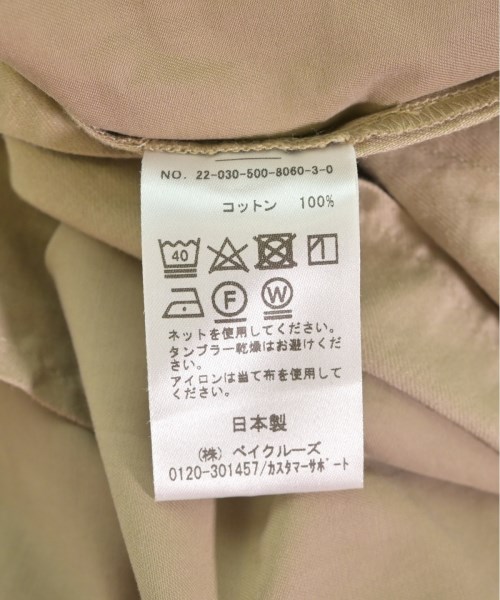 NO. 22-030-500-8060-3-0
コットン 100%
40
F W
ネットを使用してください。
タンブラー乾燥はお避けくだ
さい。
アイロンは当て布を使用して
ください。
日本製
(株) ベイクルーズ
0120-301457/カスタマーサポート